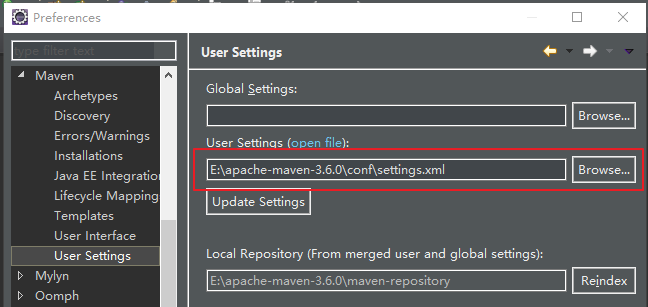 Preferences
type filter text
Maven
Archetypes
Discovery
Errors/Warnings
Installations
Java EE Integration
Lifecycle Mapping
Templates
User Interface
User Settings
Mylyn
Oomph
User Settings
Global Settings:
Browse...
User Settings (open file):
E:\apache-maven-3.6.0\conf\settings.xml
Browse...
Update Settings
Local Repository (From merged user and global settings):
E:\apache-maven-3.6.0\maven-repository
Reindex